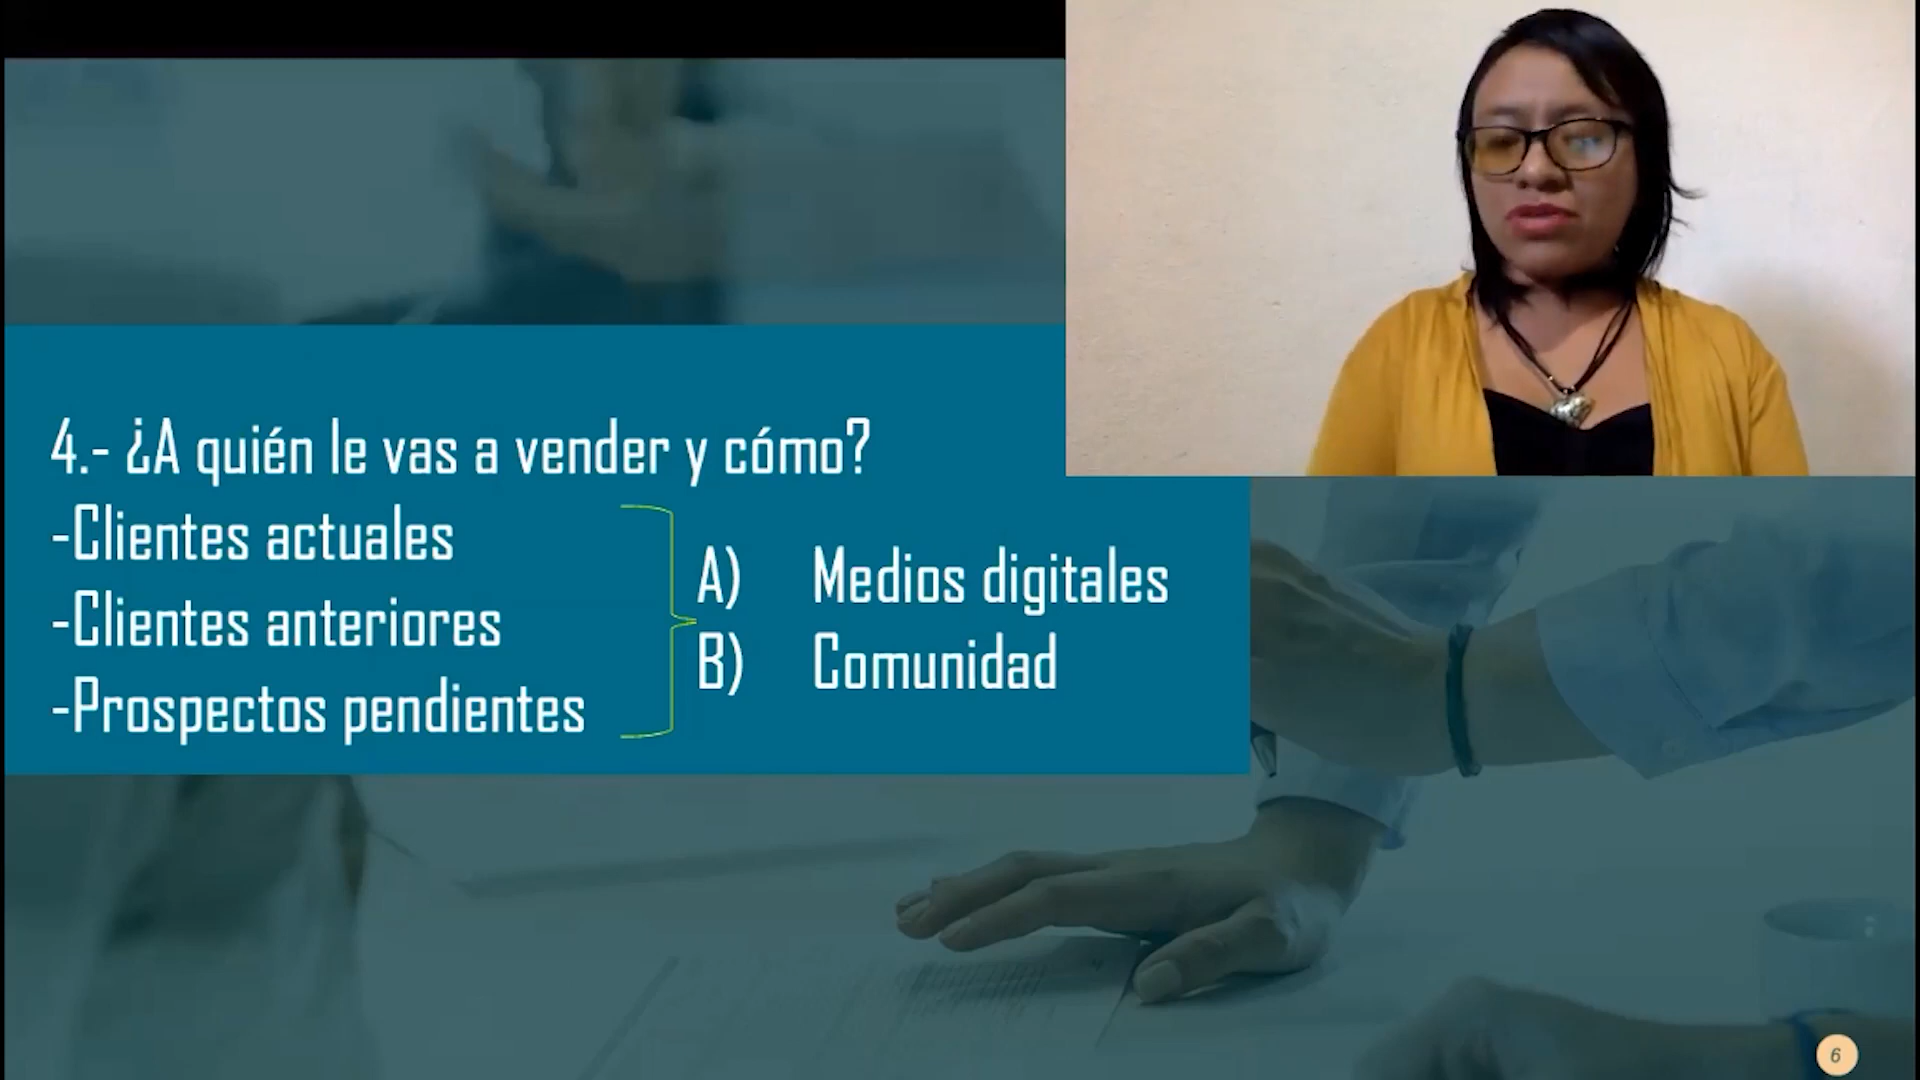 4.- ¿A quién le vas a vender y cómo?
-Clientes actuales
-Clientes anteriores
-Prospectos pendientes
A) Medios digitales
B) Comunidad
6